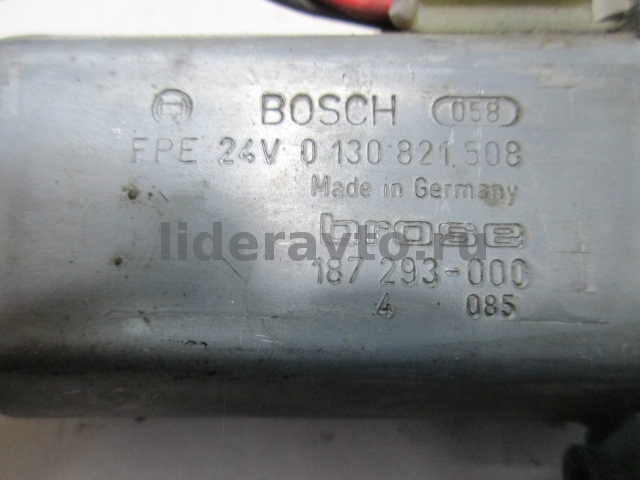 BOSCH 058
FPE 24V 0 130 821 508
Made in Germany
brose
lideravto.ru
187 293-000
4 085